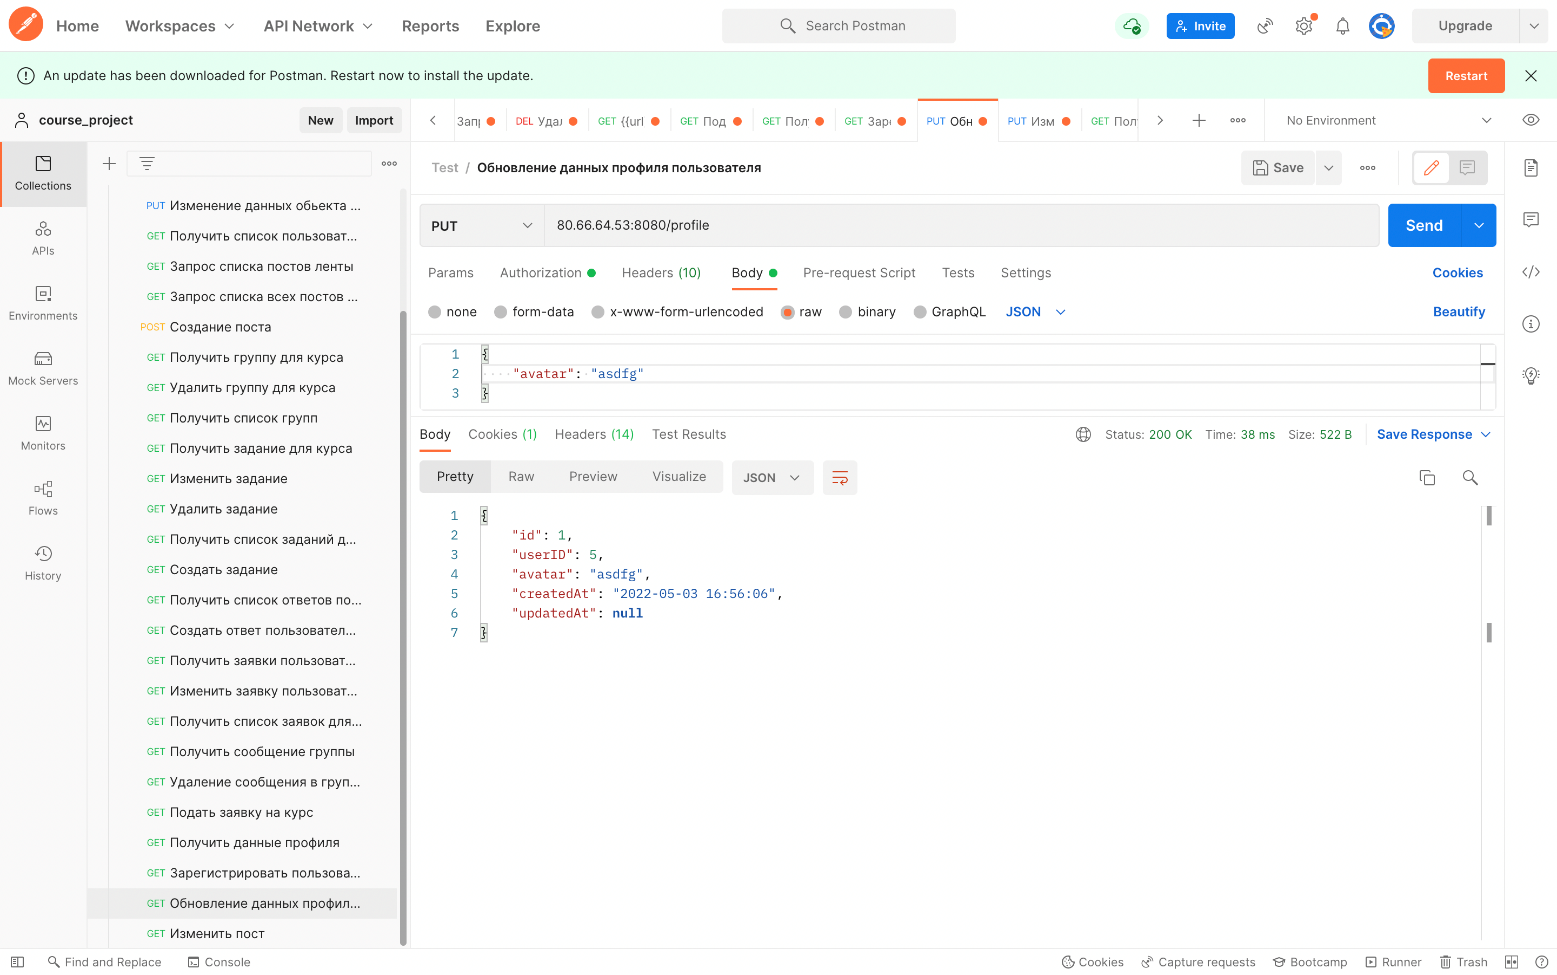 Home Workspaces API Network Reports Explore Search Postman Invite Upgrade
An update has been downloaded for Postman. Restart now to install the update. Restart
course_project New Import
DEL Удал GET {{url GET Под GET Пол GET Заре PUT Обн PUT Изм GET Пол No Environment
Collections
APIs
Environments
Mock Servers
Monitors
Flows
History
PUT Изменение данных обьекта ...
GET Получить список пользоват...
GET Запрос списка постов ленты
GET Запрос списка всех постов ...
POST Создание поста
GET Получить группу для курса
GET Удалить группу для курса
GET Получить список групп
GET Получить задание для курса
GET Изменить задание
GET Удалить задание
GET Получить список заданий д...
GET Создать задание
GET Получить список ответов по...
GET Создать ответ пользовател...
GET Получить заявки пользоват...
GET Изменить заявку пользоват...
GET Получить список заявок для...
GET Получить сообщение группы
GET Удаление сообщения в груп...
GET Подать заявку на курс
GET Получить данные профиля
GET Зарегистрировать пользова...
GET Обновление данных профил...
GET Изменить пост
Test / Обновление данных профиля пользователя Save
PUT 80.66.64.53:8080/profile Send
Params Authorization Headers (10) Body Pre-request Script Tests Settings Cookies
none form-data x-www-form-urlencoded raw binary GraphQL JSON Beautify
1 {
2 "avatar": "asdfg"
3 }
Body Cookies (1) Headers (14) Test Results Status: 200 OK Time: 38 ms Size: 522 B Save Response
Pretty Raw Preview Visualize JSON
1 {
2 "id": 1,
3 "userID": 5,
4 "avatar": "asdfg",
5 "createdAt": "2022-05-03 16:56:06",
6 "updatedAt": null
7 }
Find and Replace Console Cookies Capture requests Bootcamp Runner Trash